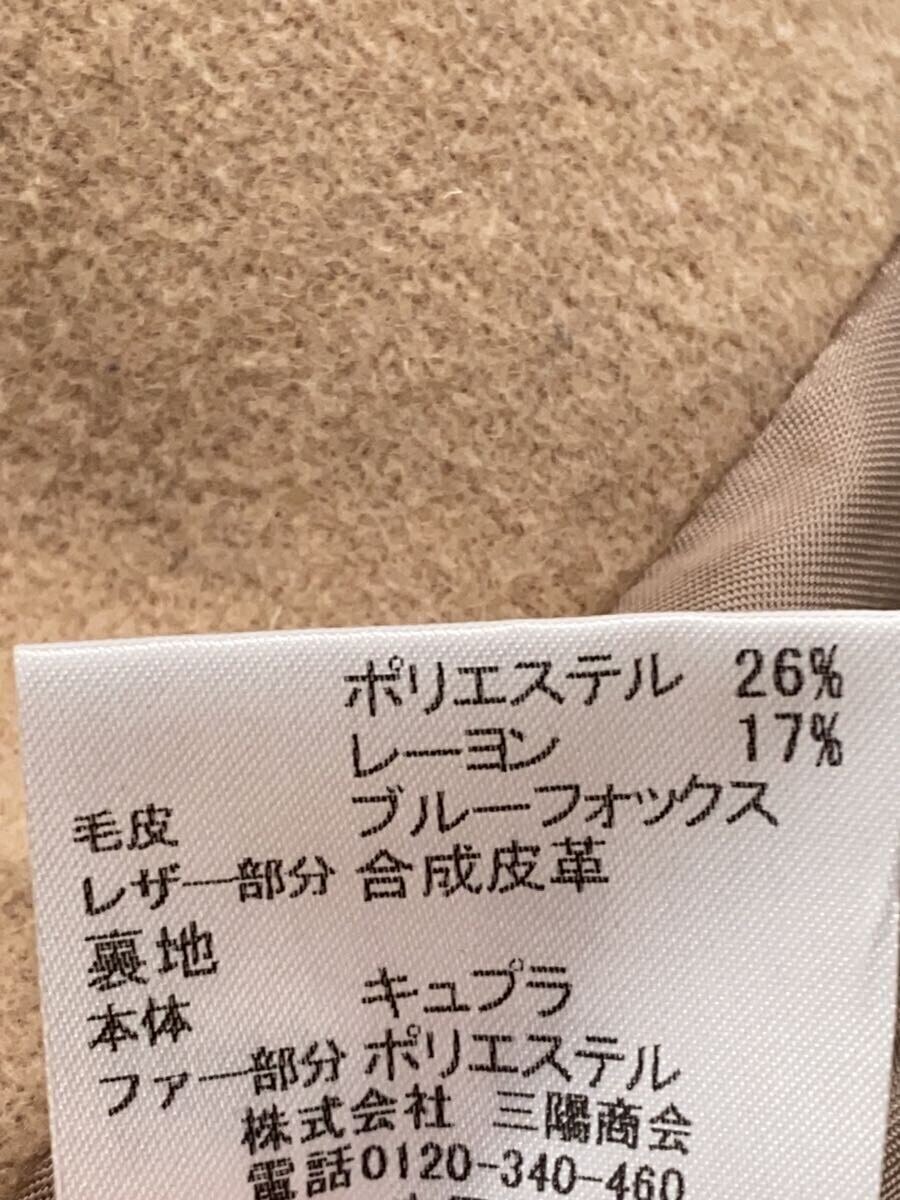 ポリエステル 26%
レーヨン 17%
毛皮 ブルーフォックス
レザー部分 合成皮革
裏地
本体 キュプラ
ファー部分 ポリエステル
株式会社 三陽商会
電話0120-340-460